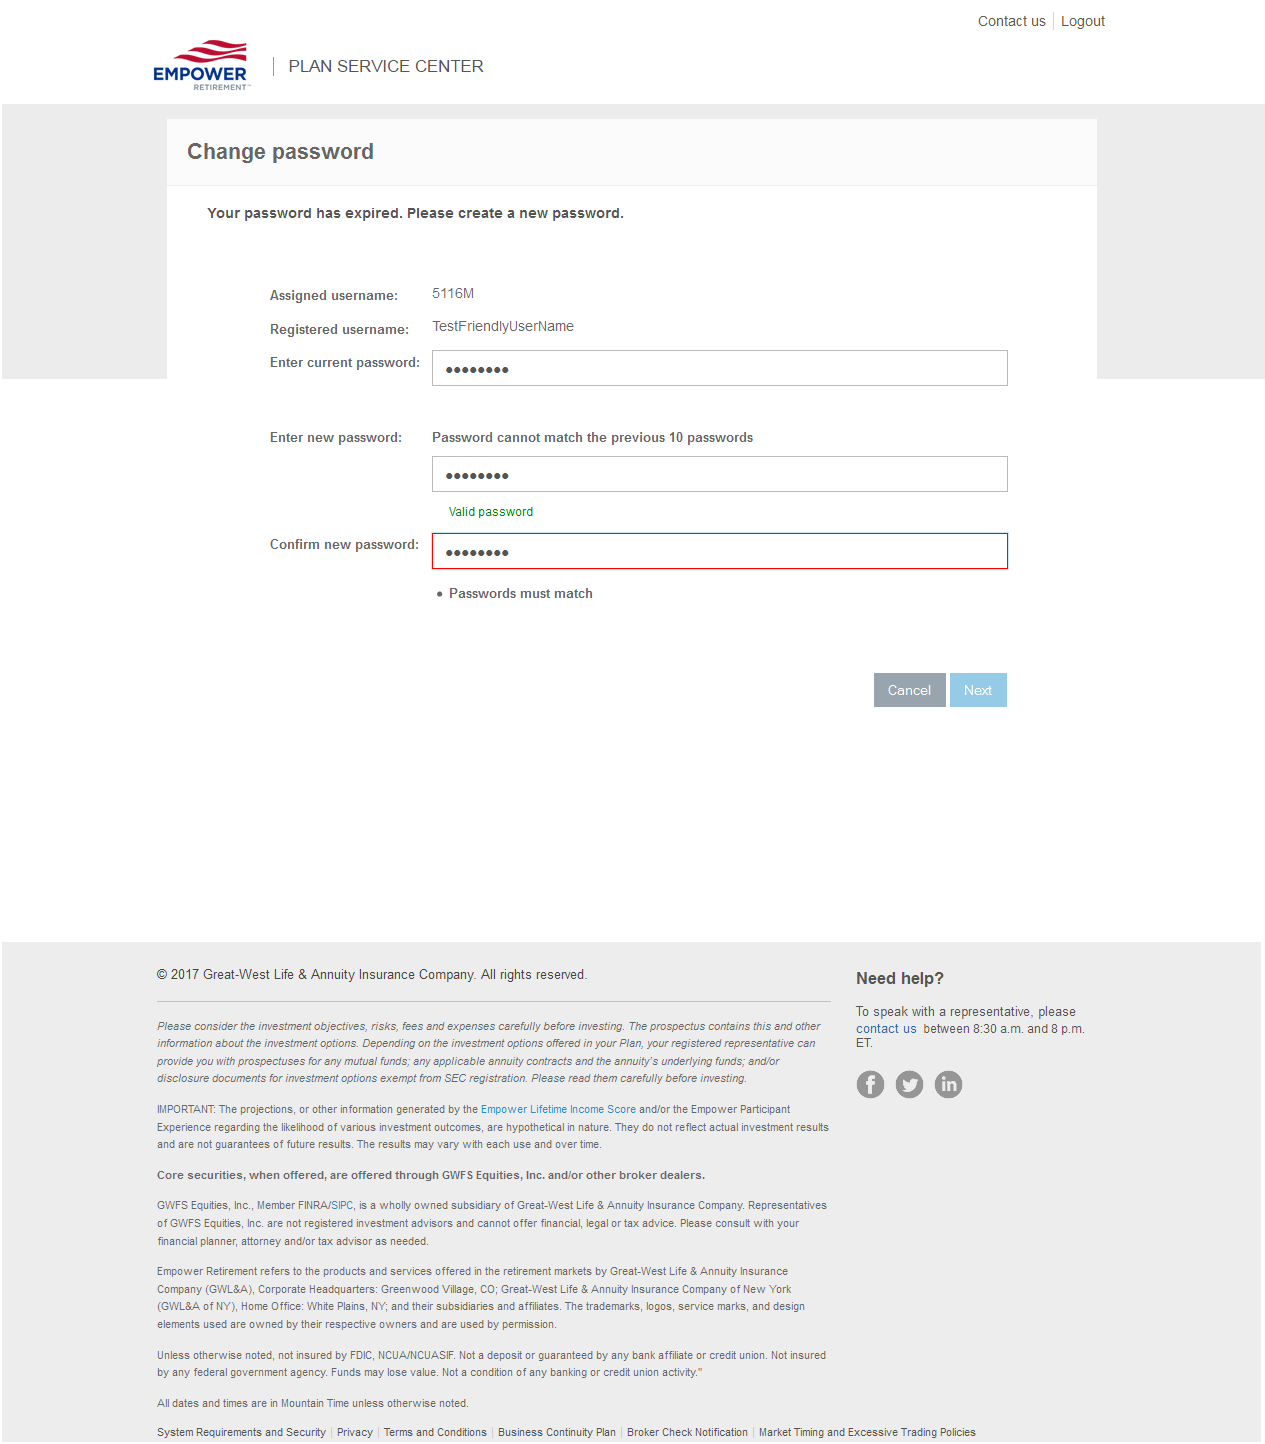 Contact us
Logout
EMPOWER
RETIREMENT™
PLAN SERVICE CENTER
Change password
Your password has expired. Please create a new password.
Assigned username: 5116M
Registered username: TestFriendlyUserName
Enter current password: ●●●●●●●●
Enter new password: Password cannot match the previous 10 passwords
●●●●●●●●
Valid password
Confirm new password: ●●●●●●●●
• Passwords must match
Cancel
Next
© 2017 Great-West Life & Annuity Insurance Company. All rights reserved.
Please consider the investment objectives, risks, fees and expenses carefully before investing. The prospectus contains this and other
information about the investment options. Depending on the investment options offered in your Plan, your registered representative can
provide you with prospectuses for any mutual funds; any applicable annuity contracts and the annuity's underlying funds; and/or
disclosure documents for investment options exempt from SEC registration. Please read them carefully before investing.
IMPORTANT: The projections, or other information generated by the Empower Lifetime Income Score and/or the Empower Participant
Experience regarding the likelihood of various investment outcomes, are hypothetical in nature. They do not reflect actual investment results
and are not guarantees of future results. The results may vary with each use and over time.
Core securities, when offered, are offered through GWFS Equities, Inc. and/or other broker dealers.
GWFS Equities, Inc., Member FINRA/SIPC, is a wholly owned subsidiary of Great-West Life & Annuity Insurance Company. Representatives
of GWFS Equities, Inc. are not registered investment advisors and cannot offer financial, legal or tax advice. Please consult with your
financial planner, attorney and/or tax advisor as needed.
Empower Retirement refers to the products and services offered in the retirement markets by Great-West Life & Annuity Insurance
Company (GWL&A), Corporate Headquarters: Greenwood Village, CO; Great-West Life & Annuity Insurance Company of New York
(GWL&A of NY), Home Office: White Plains, NY; and their subsidiaries and affiliates. The trademarks, logos, service marks, and design
elements used are owned by their respective owners and are used by permission.
Unless otherwise noted, not insured by FDIC, NCUA/NCUASIF. Not a deposit or guaranteed by any bank affiliate or credit union. Not insured
by any federal government agency. Funds may lose value. Not a condition of any banking or credit union activity."
All dates and times are in Mountain Time unless otherwise noted.
System Requirements and Security | Privacy | Terms and Conditions | Business Continuity Plan | Broker Check Notification | Market Timing and Excessive Trading Policies
Need help?
To speak with a representative, please
contact us between 8:30 a.m. and 8 p.m.
ET.